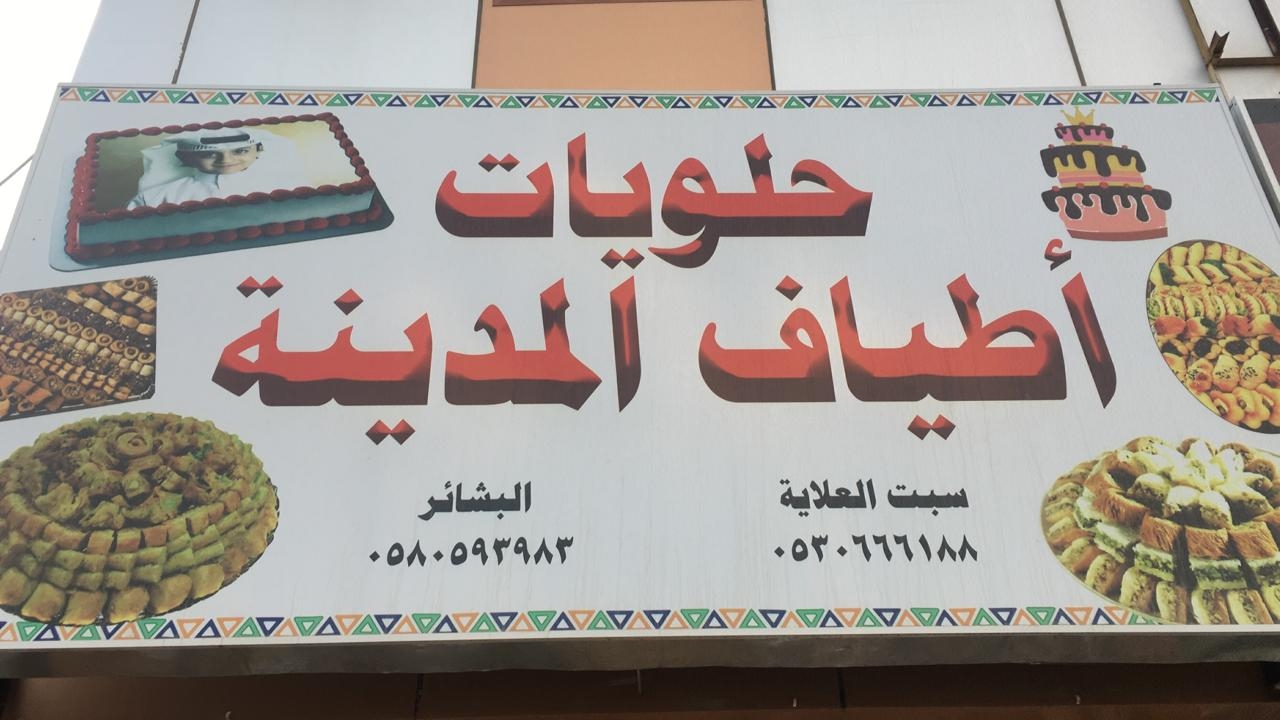 حلويات
أطياف المدينة
سبت العلاية
٠٥٣٠٦٦٦١٨٨
البشائر
٠٥٨٠٥٩٣٩٨٣